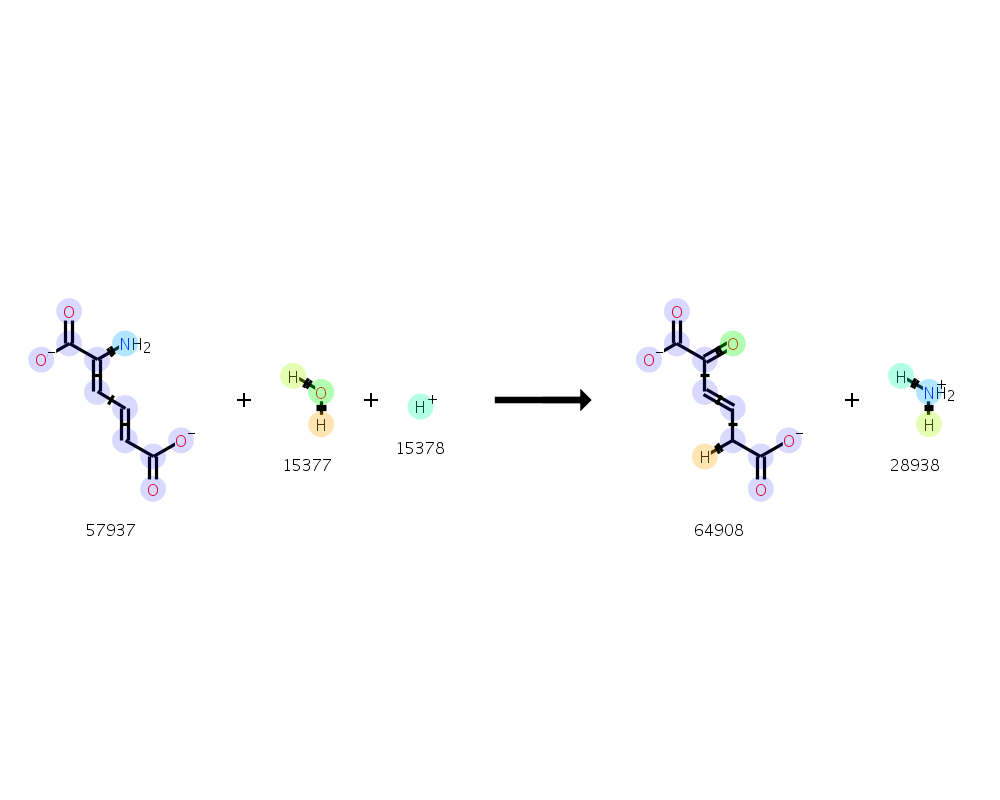 O
O⁻
NH₂
O⁻
O
57937
+
H
O
H
15377
+
H⁺
15378
O
O⁻
O
H
O⁻
O
64908
+
H
NH₂⁺
H
28938